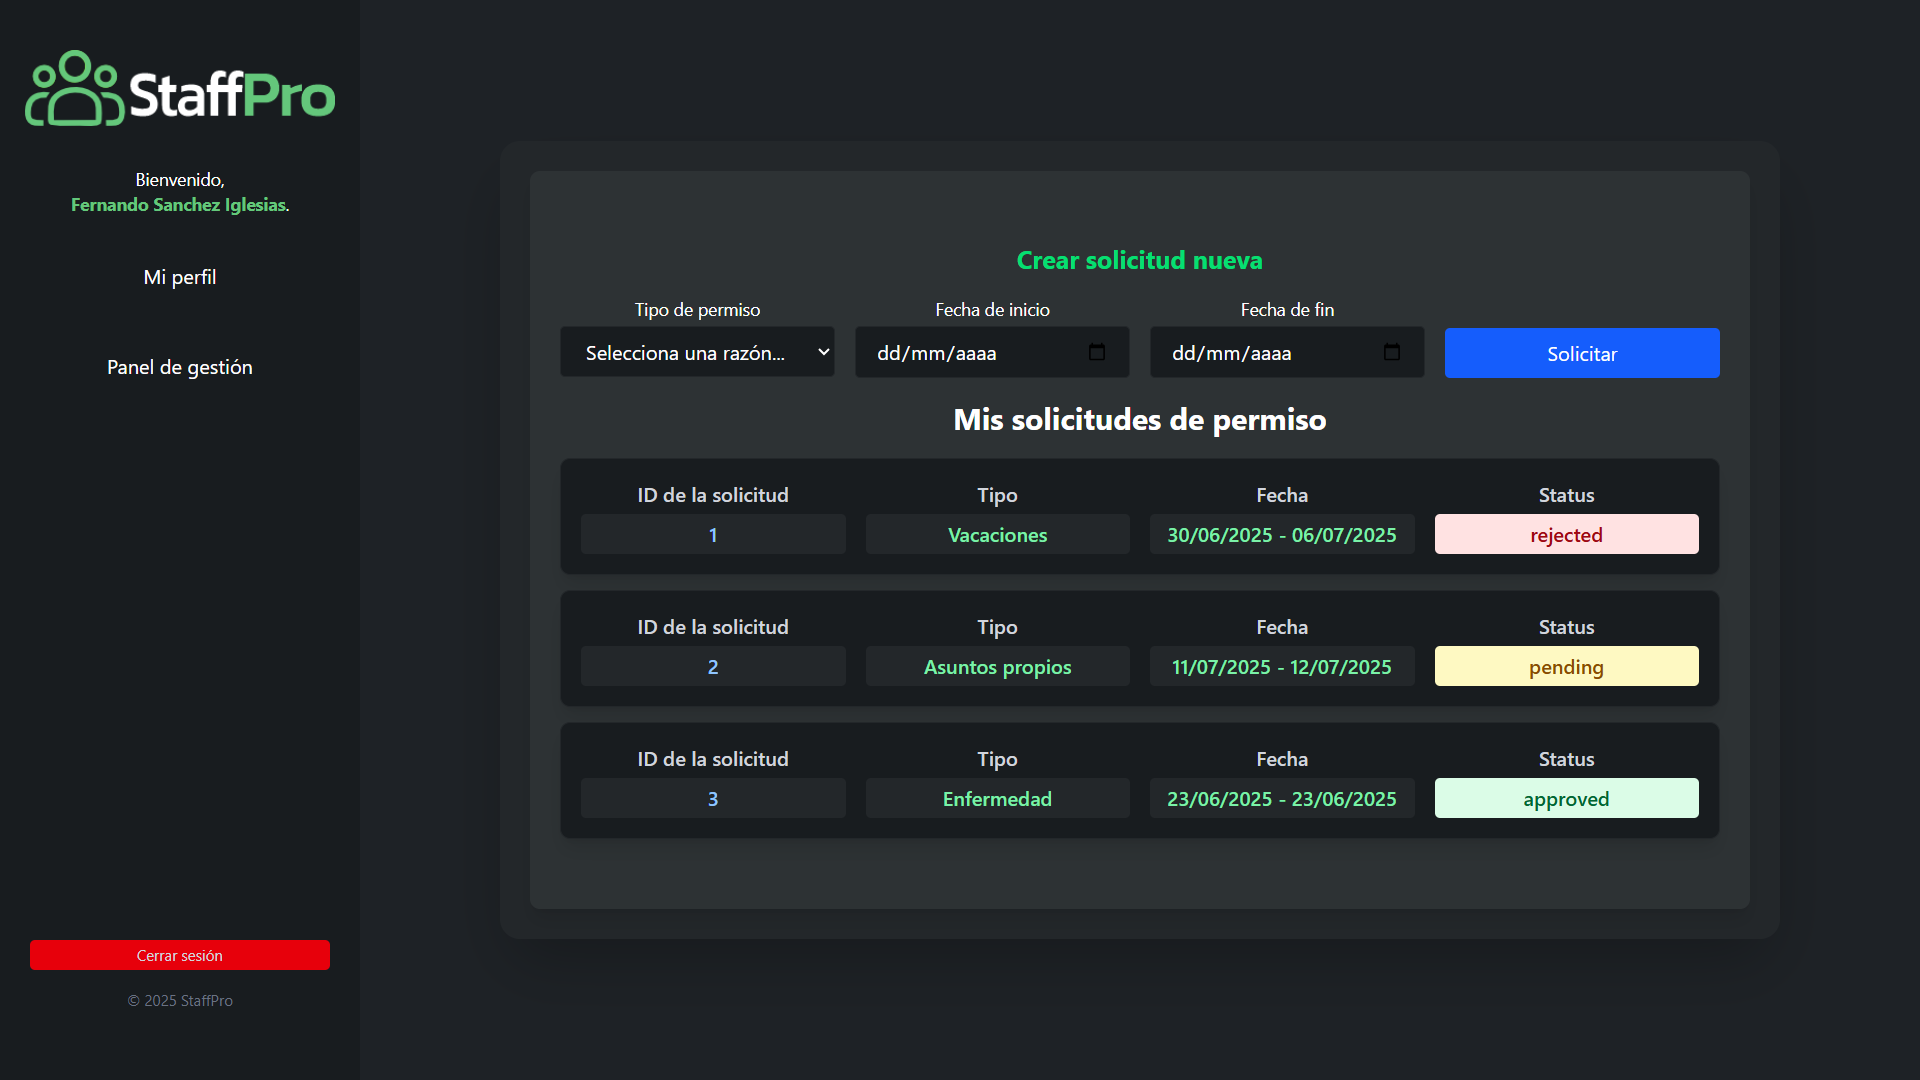 StaffPro
Bienvenido,
Fernando Sanchez Iglesias.
Mi perfil
Panel de gestión
Cerrar sesión
© 2025 StaffPro
Crear solicitud nueva
Tipo de permiso Fecha de inicio Fecha de fin
Selecciona una razón... dd/mm/aaaa dd/mm/aaaa Solicitar
Mis solicitudes de permiso
ID de la solicitud Tipo Fecha Status
1 Vacaciones 30/06/2025 - 06/07/2025 rejected
ID de la solicitud Tipo Fecha Status
2 Asuntos propios 11/07/2025 - 12/07/2025 pending
ID de la solicitud Tipo Fecha Status
3 Enfermedad 23/06/2025 - 23/06/2025 approved